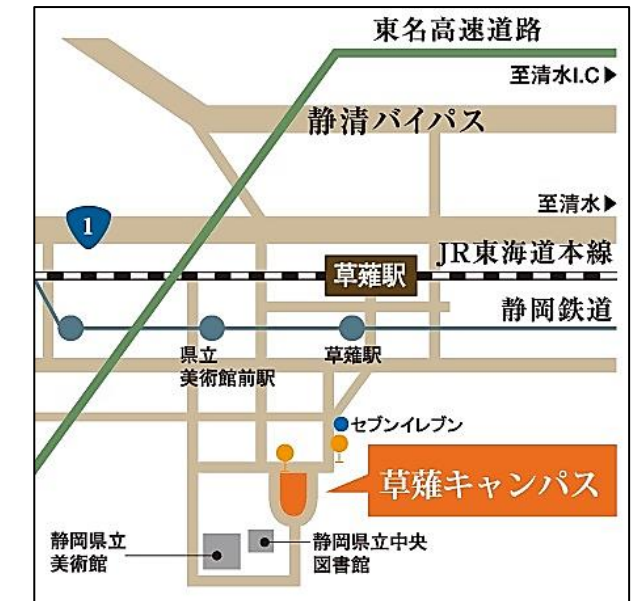 東名高速道路
至清水I.C▶
静清バイパス
至清水▶
1
JR東海道本線
草薙駅
静岡鉄道
県立
美術館前駅
草薙駅
セブンイレブン
草薙キャンパス
静岡県立
美術館
静岡県立中央
図書館